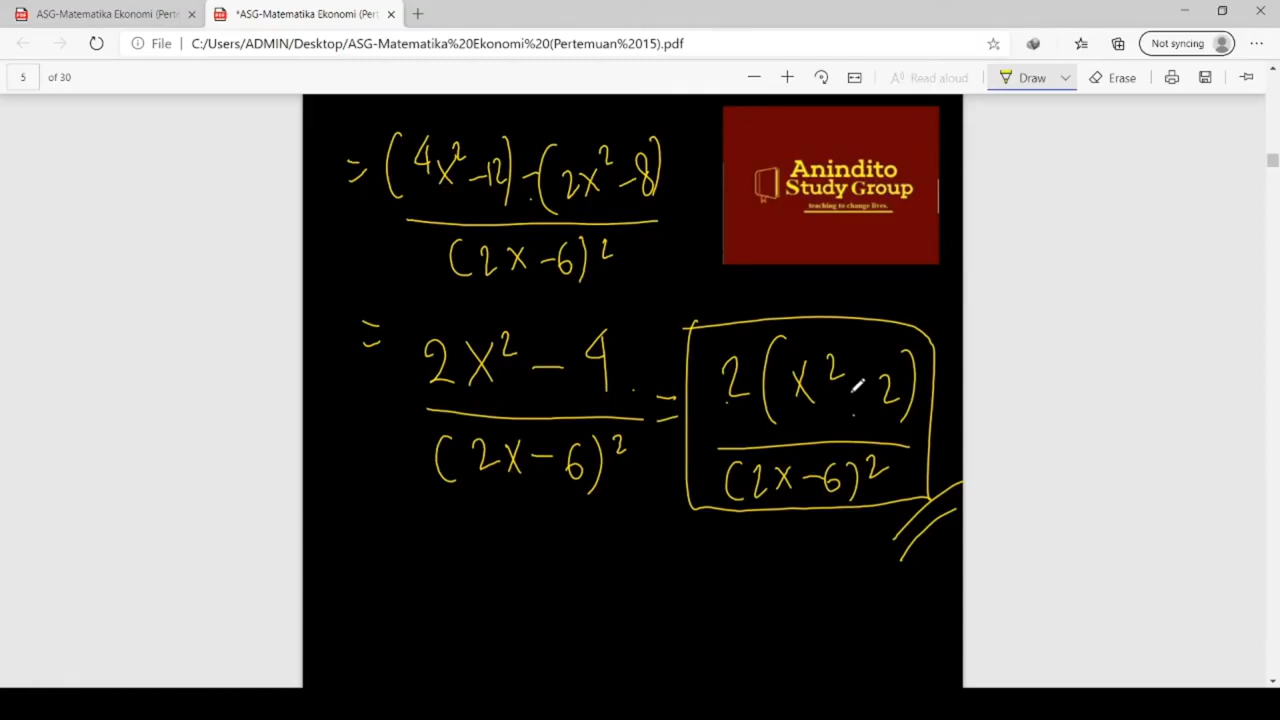 ASG-Matematika Ekonomi (Perte
*ASG-Matematika Ekonomi (Pert
File
C:/Users/ADMIN/Desktop/ASG-Matematika%20Ekonomi%20(Pertemuan%2015).pdf
Not syncing
5 of 30
Read aloud
Draw
Erase
= (4x² -12) - (2x² -8)
(2x -6)²
Anindito
Study Group
teaching to change lives.
= 2x² - 4
(2x - 6)²
= 2(x² - 2)
(2x -6)²